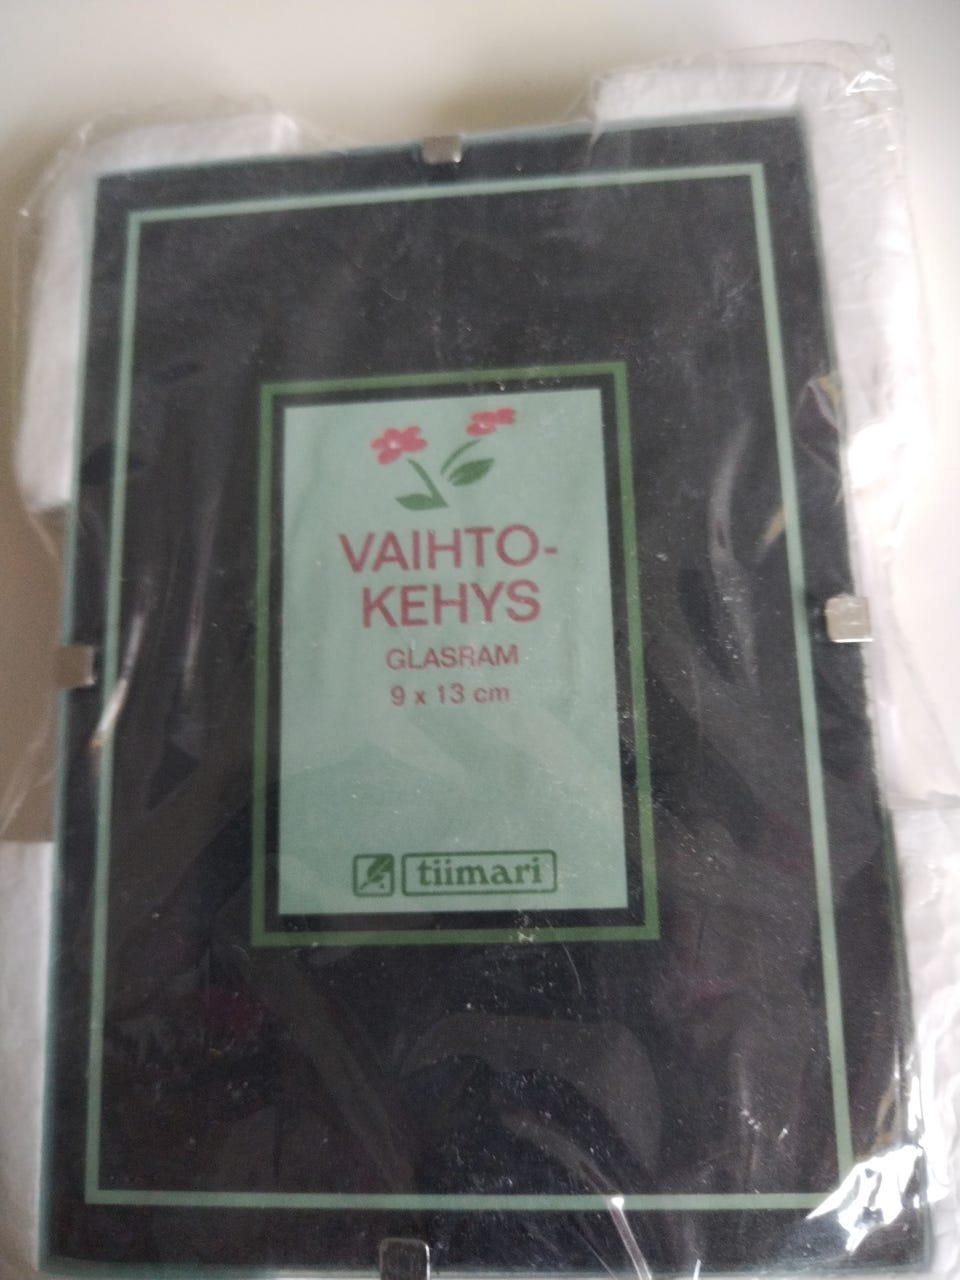 VAIHTO-
KEHYS
GLASRAM
9 x 13 cm
tiimari